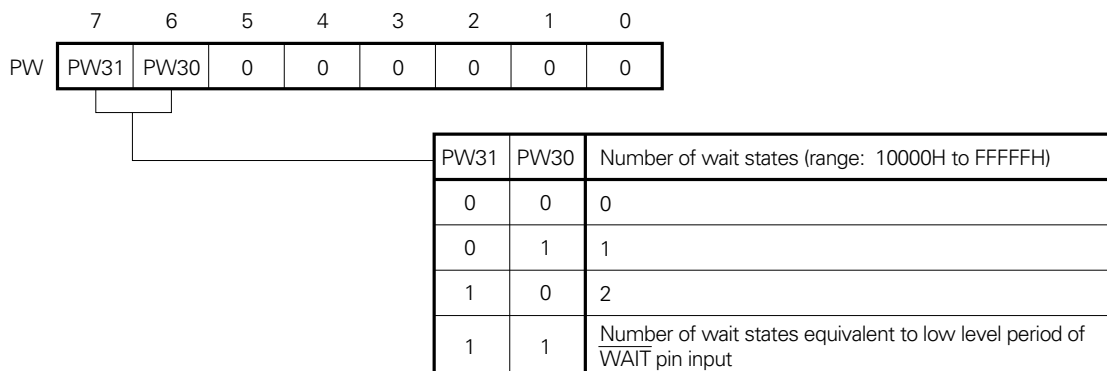 7 6 5 4 3 2 1 0
PW PW31 PW30 0 0 0 0 0 0
PW31 PW30 Number of wait states (range: 10000H to FFFFFH)
0 0 0
0 1 1
1 0 2
1 1 Number of wait states equivalent to low level period of
WAIT pin input